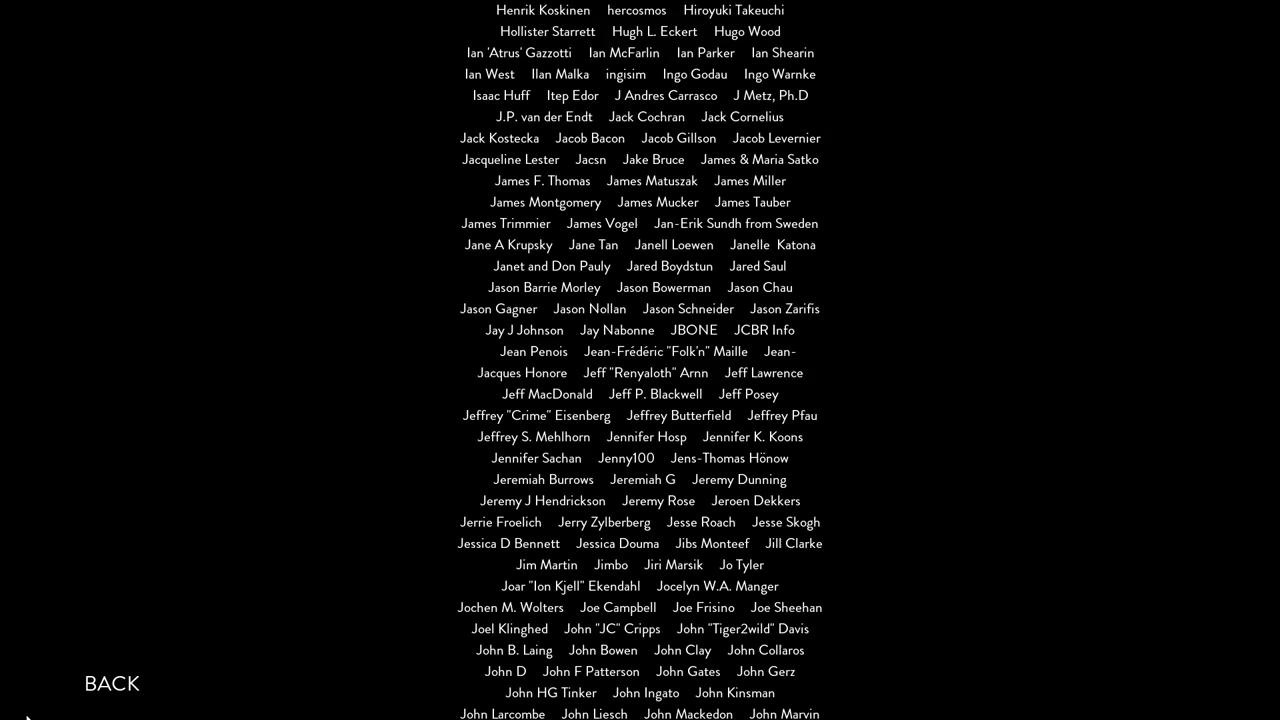 Henrik Koskinen hercosmos Hiroyuki Takeuchi
Hollister Starrett Hugh L. Eckert Hugo Wood
Ian 'Atrus' Gazzotti Ian McFarlin Ian Parker Ian Shearin
Ian West Ilan Malka ingisim Ingo Godau Ingo Warnke
Isaac Huff Itep Edor J Andres Carrasco J Metz, Ph.D
J.P. van der Endt Jack Cochran Jack Cornelius
Jack Kostecka Jacob Bacon Jacob Gillson Jacob Levernier
Jacqueline Lester Jacsn Jake Bruce James & Maria Satko
James F. Thomas James Matuszak James Miller
James Montgomery James Mucker James Tauber
James Trimmier James Vogel Jan-Erik Sundh from Sweden
Jane A Krupsky Jane Tan Janell Loewen Janelle Katona
Janet and Don Pauly Jared Boydstun Jared Saul
Jason Barrie Morley Jason Bowerman Jason Chau
Jason Gagner Jason Nollan Jason Schneider Jason Zarifis
Jay J Johnson Jay Nabonne JBONE JCBR Info
Jean Penois Jean-Frédéric "Folk'n" Maille Jean-
Jacques Honore Jeff "Renyaloth" Arnn Jeff Lawrence
Jeff MacDonald Jeff P. Blackwell Jeff Posey
Jeffrey "Crime" Eisenberg Jeffrey Butterfield Jeffrey Pfau
Jeffrey S. Mehlhorn Jennifer Hosp Jennifer K. Koons
Jennifer Sachan Jenny100 Jens-Thomas Hönow
Jeremiah Burrows Jeremiah G Jeremy Dunning
Jeremy J Hendrickson Jeremy Rose Jeroen Dekkers
Jerrie Froelich Jerry Zylberberg Jesse Roach Jesse Skogh
Jessica D Bennett Jessica Douma Jibs Monteef Jill Clarke
Jim Martin Jimbo Jiri Marsik Jo Tyler
Joar "Ion Kjell" Ekendahl Jocelyn W.A. Manger
Jochen M. Wolters Joe Campbell Joe Frisino Joe Sheehan
Joel Klinghed John "JC" Cripps John "Tiger2wild" Davis
John B. Laing John Bowen John Clay John Collaros
John D John F Patterson John Gates John Gerz
BACK
John HG Tinker John Ingato John Kinsman
John Larcombe John Liesch John Mackedon John Marvin